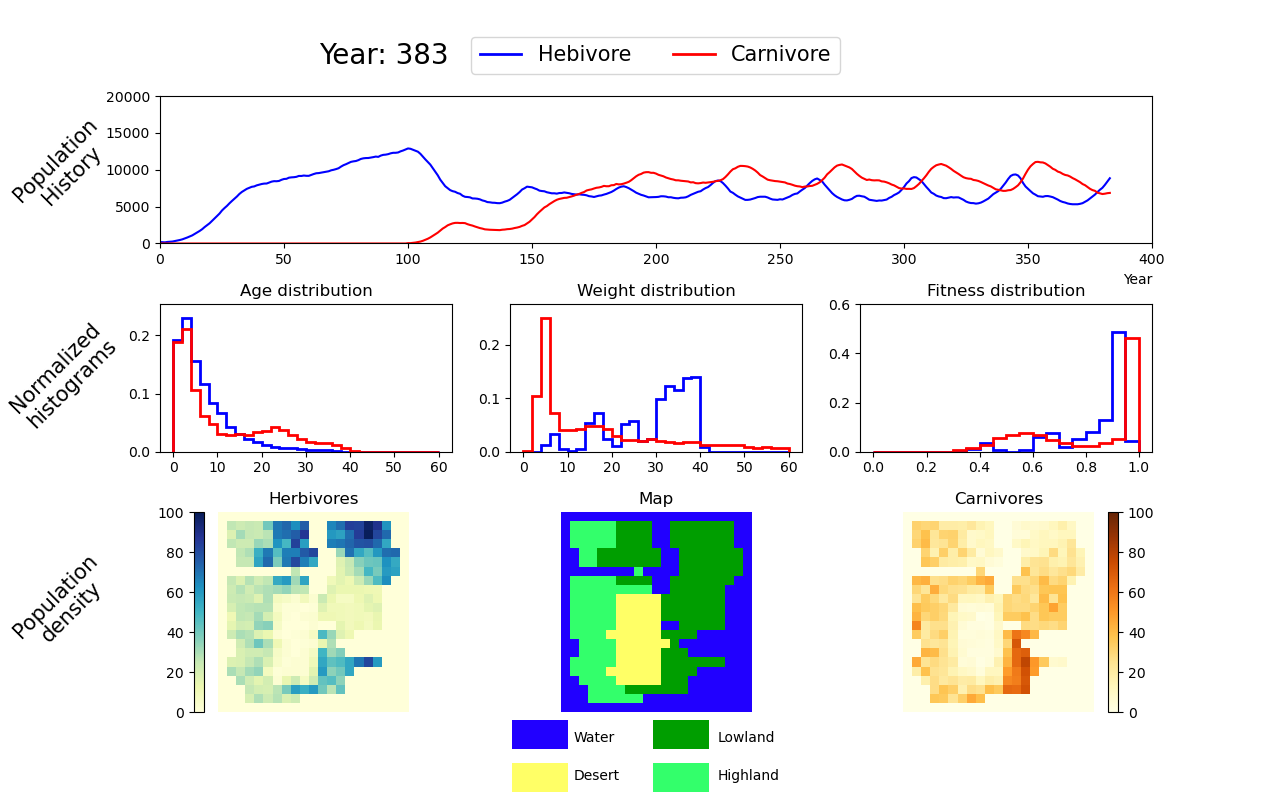 Year: 383
Hebivore
Carnivore
Population
History
20000
15000
10000
5000
0
0 50 100 150 200 250 300 350 400
Year
Normalized
histograms
Age distribution
0.2
0.1
0.0
0 10 20 30 40 50 60
Weight distribution
0.2
0.1
0.0
0 10 20 30 40 50 60
Fitness distribution
0.6
0.4
0.2
0.0
0.0 0.2 0.4 0.6 0.8 1.0
Population
density
Herbivores
100
80
60
40
20
0
Map
Carnivores
100
80
60
40
20
0
Water
Lowland
Desert
Highland